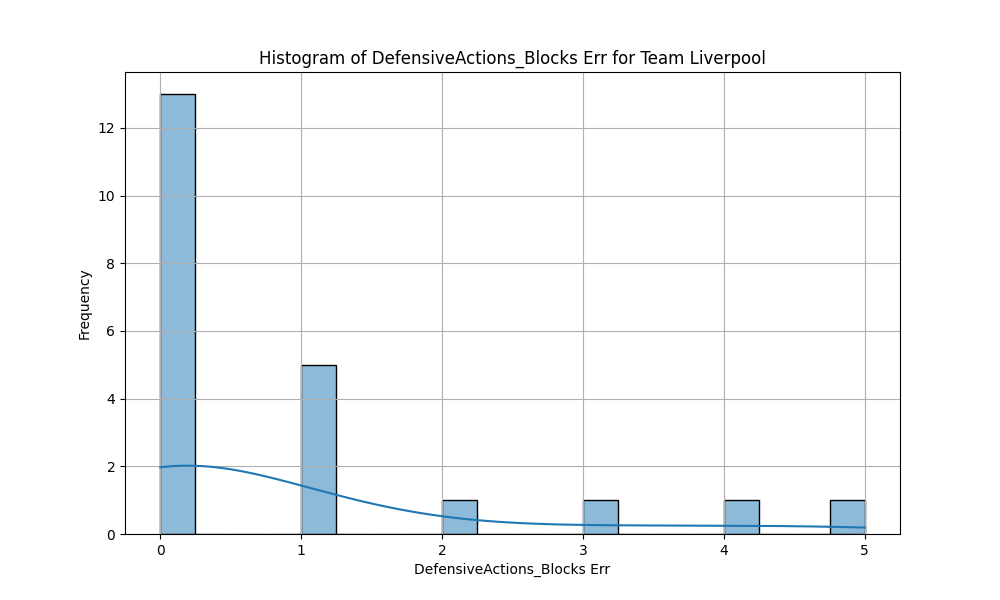 Histogram of DefensiveActions_Blocks Err for Team Liverpool
12
10
8
6
4
2
0
Frequency
0 1 2 3 4 5
DefensiveActions_Blocks Err